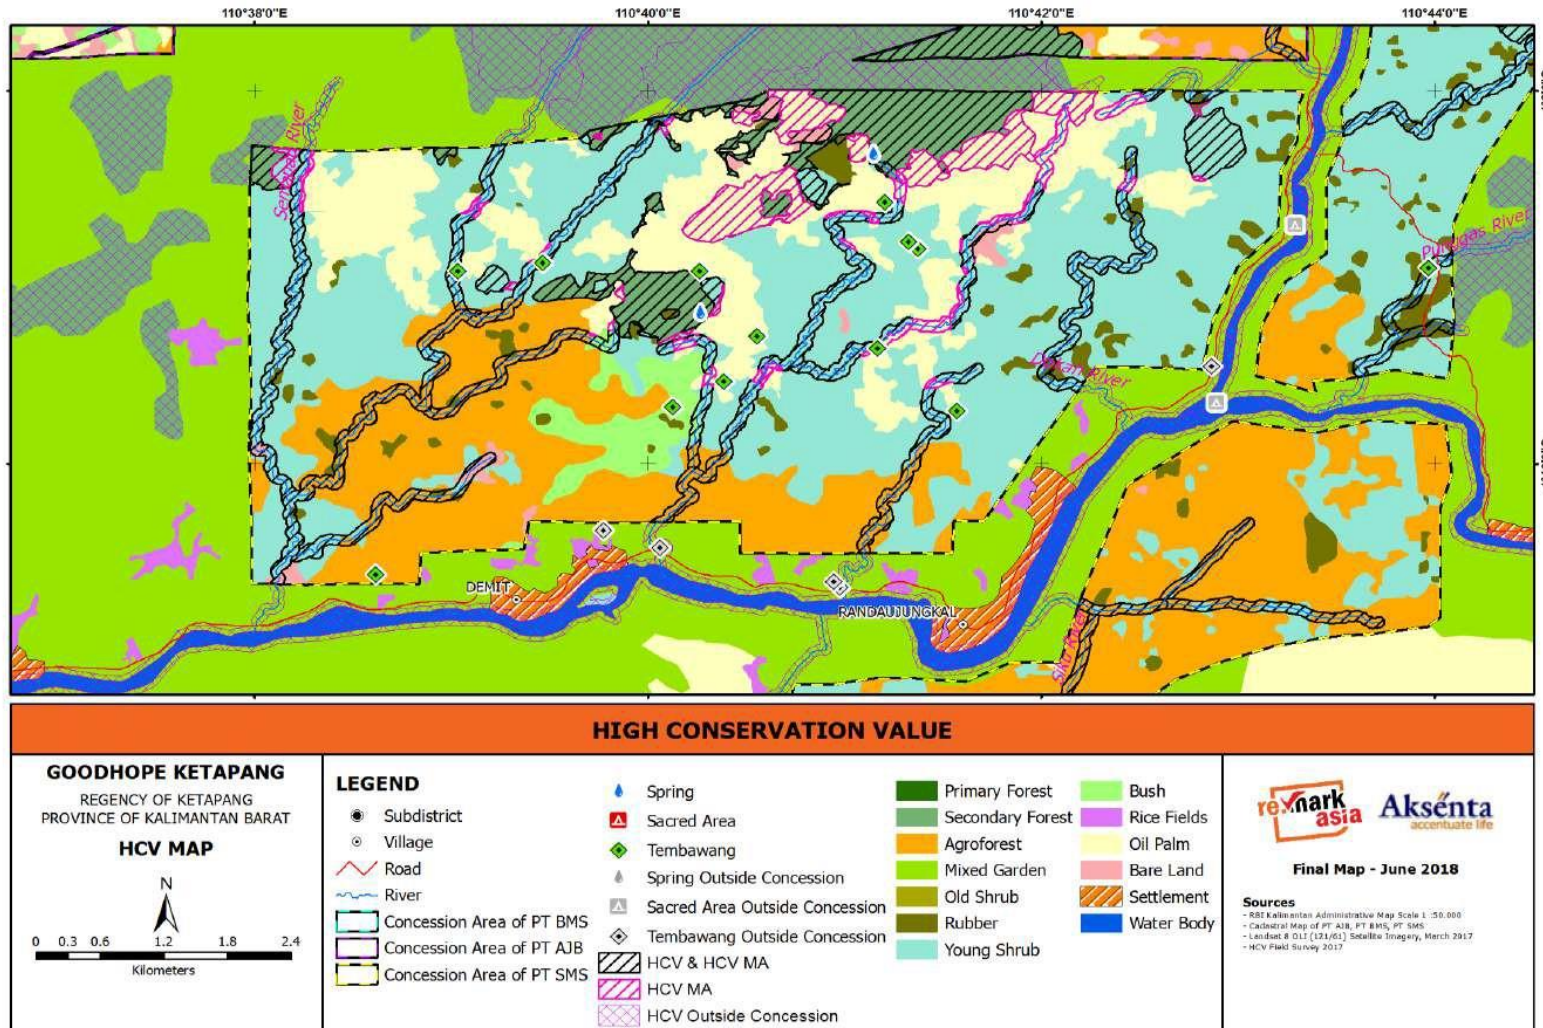 110°38'0"E
110°40'0"E
110°42'0"E
110°44'0"E
River
Punggas River
River
DEMIT
RANDAUJUNGKAL
River
HIGH CONSERVATION VALUE
GOODHOPE KETAPANG
REGENCY OF KETAPANG
PROVINCE OF KALIMANTAN BARAT
HCV MAP
N
0 0.3 0.6 1.2 1.8 2.4
Kilometers
LEGEND
Subdistrict
Village
Road
River
Concession Area of PT BMS
Concession Area of PT AJB
Concession Area of PT SMS
Spring
Sacred Area
Tembawang
Spring Outside Concession
Sacred Area Outside Concession
Tembawang Outside Concession
HCV & HCV MA
HCV MA
HCV Outside Concession
Primary Forest
Secondary Forest
Agroforest
Mixed Garden
Old Shrub
Rubber
Young Shrub
Bush
Rice Fields
Oil Palm
Bare Land
Settlement
Water Body
re.mark
asia
Aksenta
accentuate life
Final Map - June 2018
Sources
- RBI Kalimantan Administrative Map Scale 1 :50.000
- Cadastral Map of PT AJB, PT BMS, PT SMS
- Landsat 8 OLI (121/61) Satellite Imagery, March 2017
- HCV Field Survey 2017